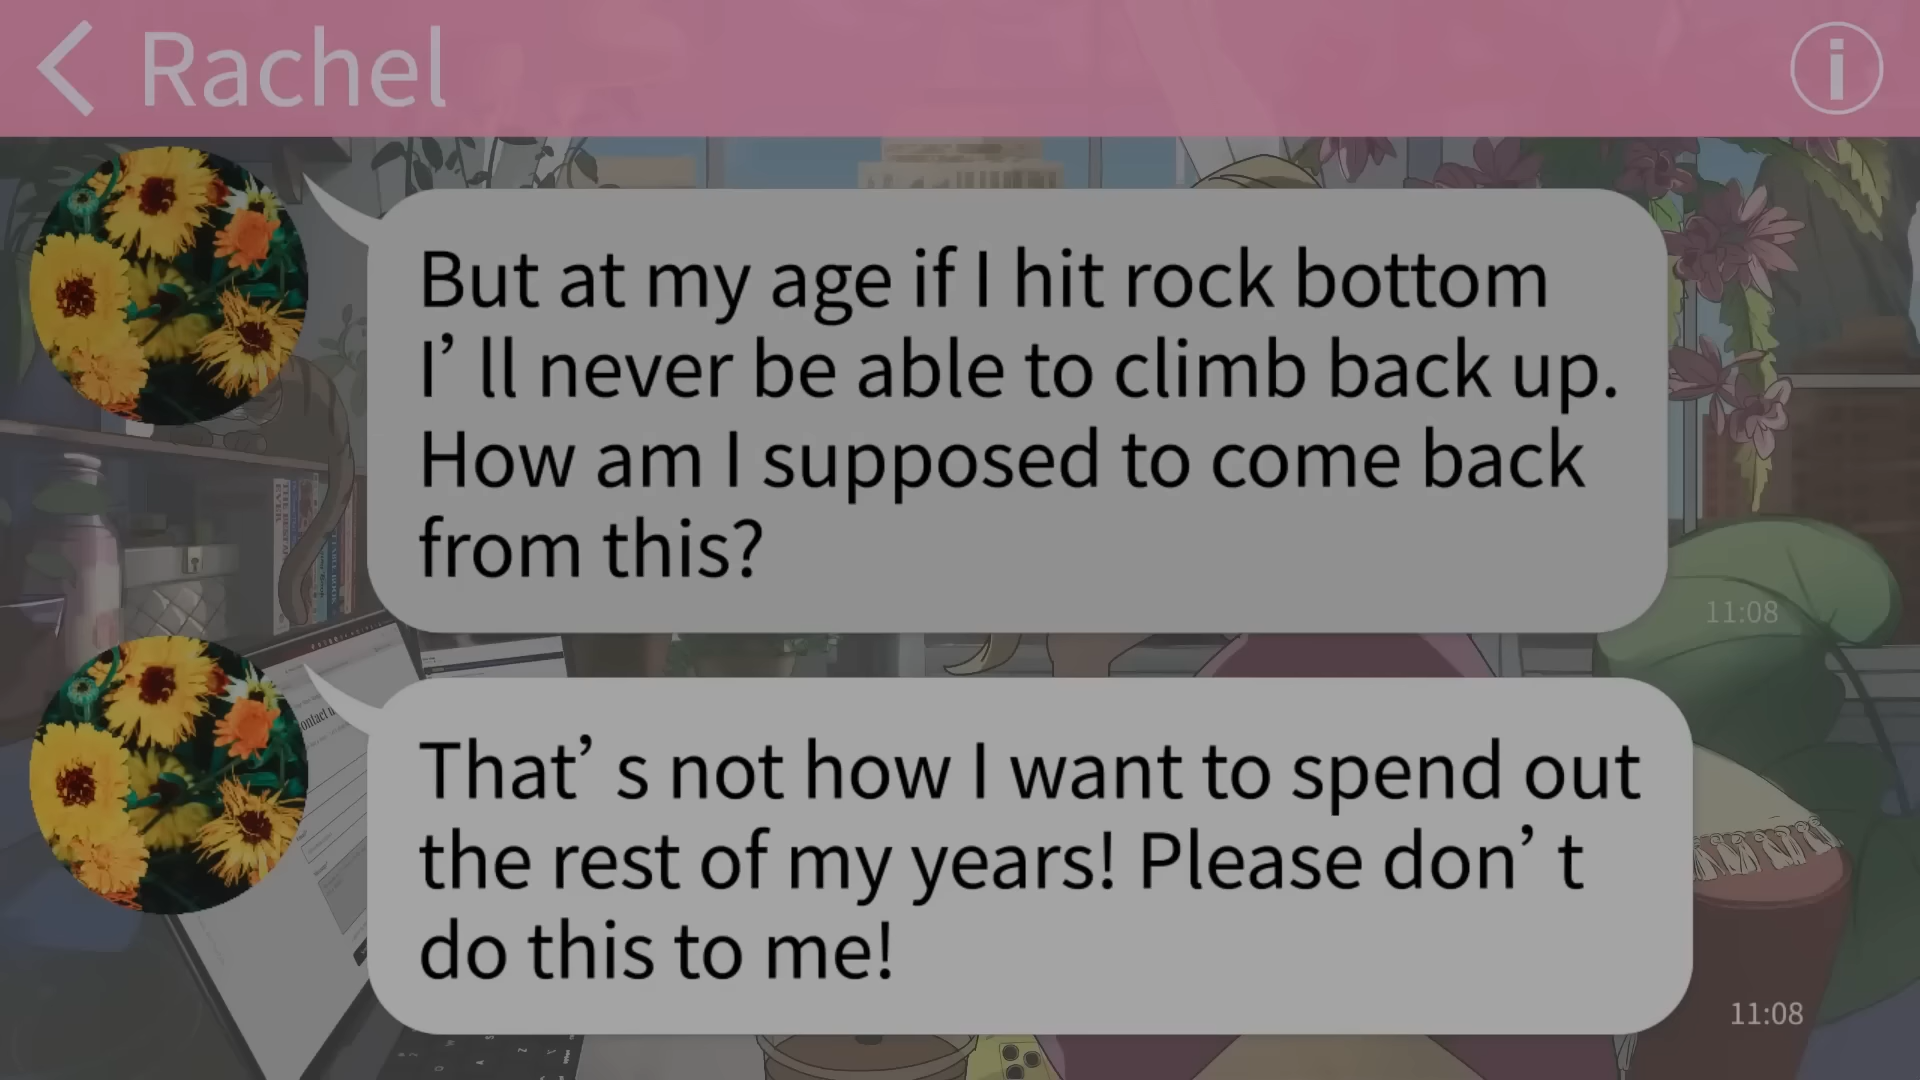 Rachel
But at my age if I hit rock bottom
I’ll never be able to climb back up.
How am I supposed to come back
from this?
11:08
That’s not how I want to spend out
the rest of my years! Please don’t
do this to me!
11:08